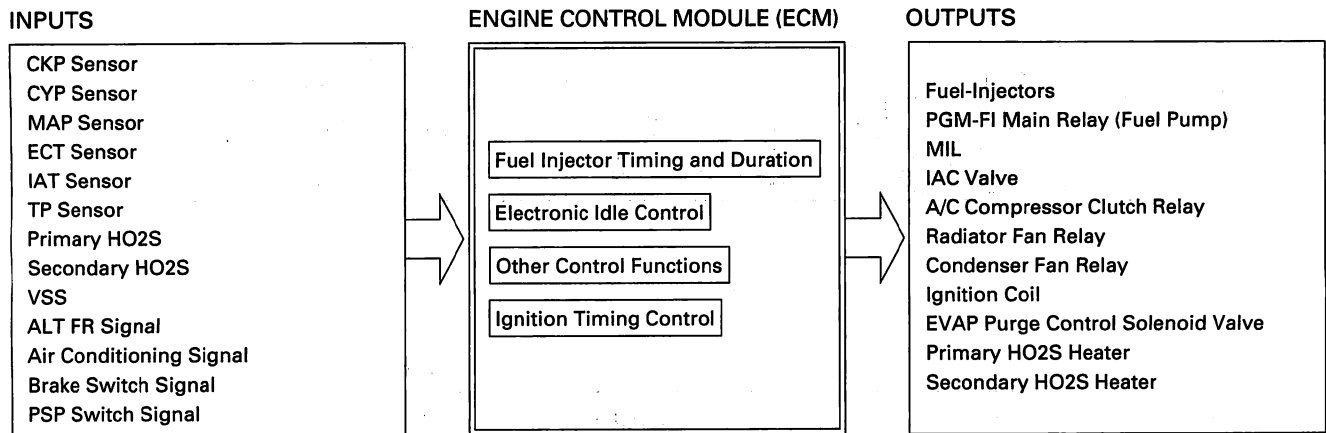 INPUTS
CKP Sensor
CYP Sensor
MAP Sensor
ECT Sensor
IAT Sensor
TP Sensor
Primary HO2S
Secondary HO2S
VSS
ALT FR Signal
Air Conditioning Signal
Brake Switch Signal
PSP Switch Signal
ENGINE CONTROL MODULE (ECM)
Fuel Injector Timing and Duration
Electronic Idle Control
Other Control Functions
Ignition Timing Control
OUTPUTS
Fuel-Injectors
PGM-FI Main Relay (Fuel Pump)
MIL
IAC Valve
A/C Compressor Clutch Relay
Radiator Fan Relay
Condenser Fan Relay
Ignition Coil
EVAP Purge Control Solenoid Valve
Primary HO2S Heater
Secondary HO2S Heater